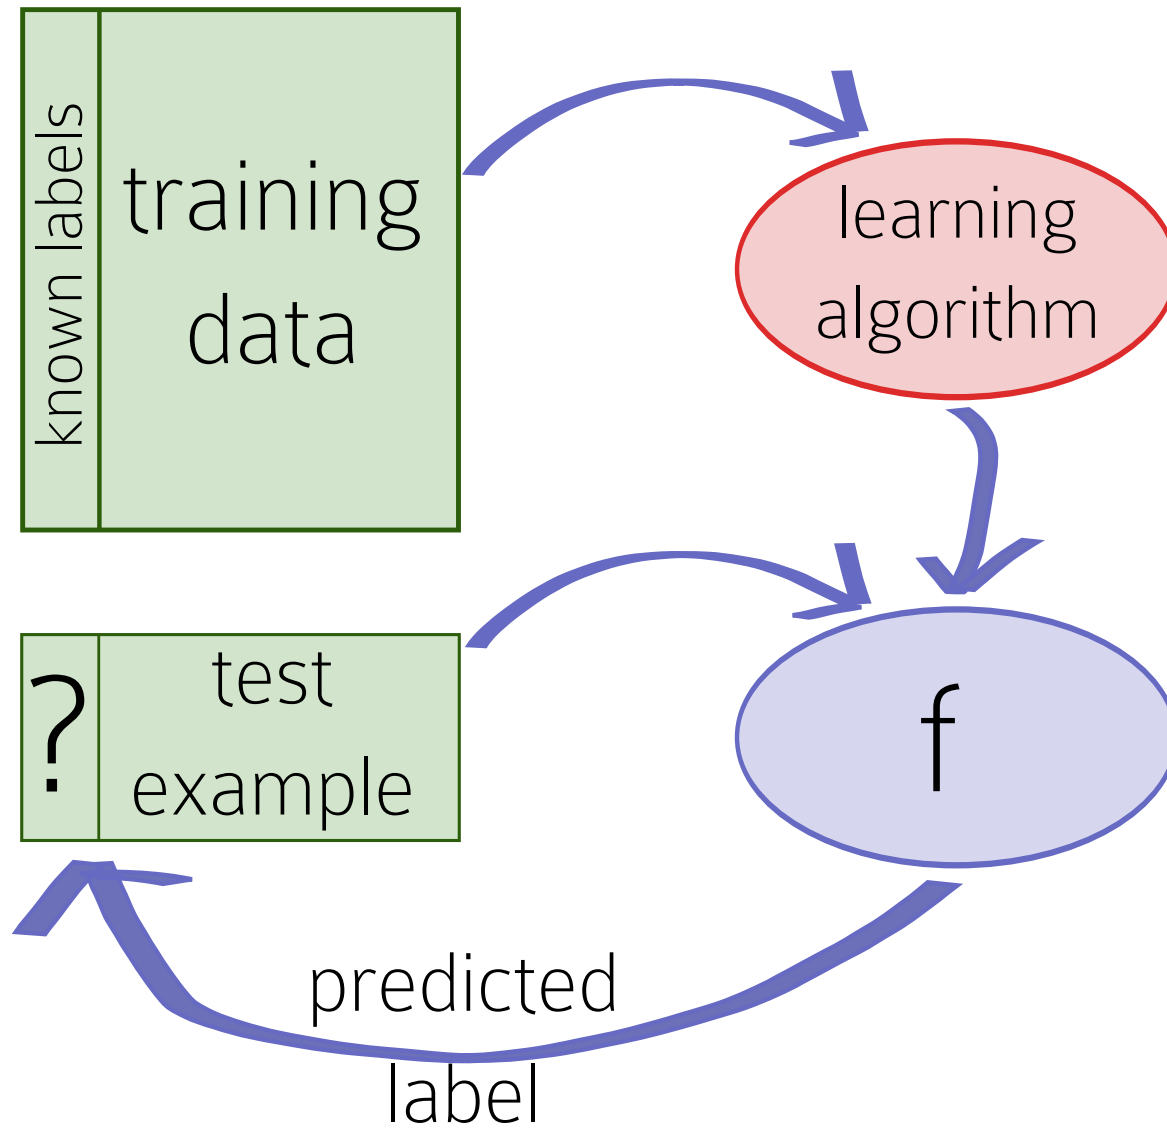 known labels
training
data
learning
algorithm
?
test
example
f
predicted
label